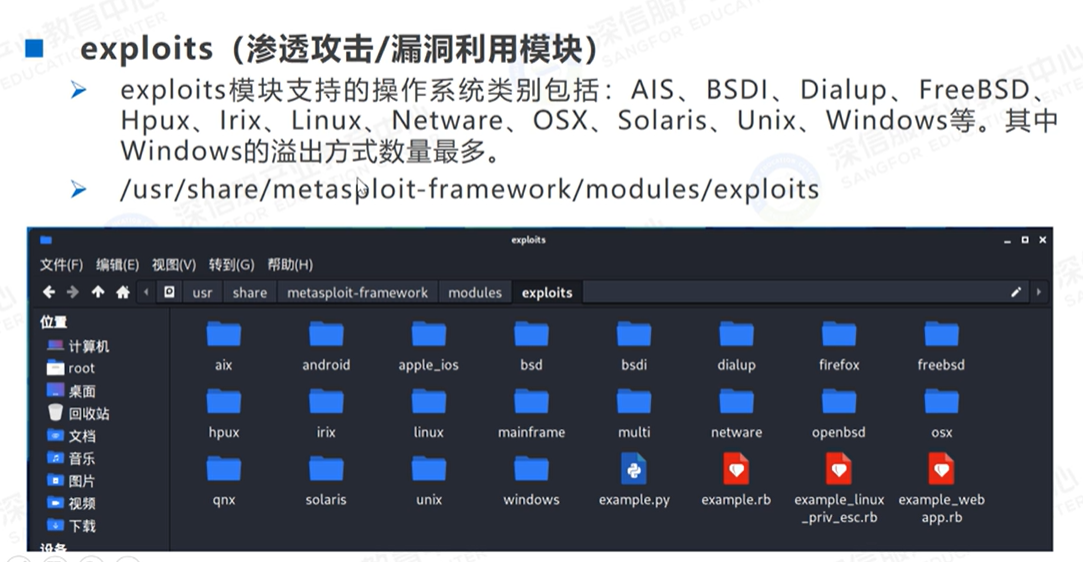 exploits（渗透攻击/漏洞利用模块）
exploits模块支持的操作系统类别包括：AIS、BSDI、Dialup、FreeBSD、
Hpux、Irix、Linux、Netware、OSX、Solaris、Unix、Windows等。其中
Windows的溢出方式数量最多。
/usr/share/metasploit-framework/modules/exploits
exploits
文件(F) 编辑(E) 视图(V) 转到(G) 帮助(H)
usr share metasploit-framework modules exploits
位置
计算机
root
桌面
回收站
文档
音乐
图片
视频
下载
设备
aix android apple_ios bsd bsdi dialup firefox freebsd
hpux irix linux mainframe multi netware openbsd osx
qnx solaris unix windows example.py example.rb example_linux example_web
_priv_esc.rb app.rb